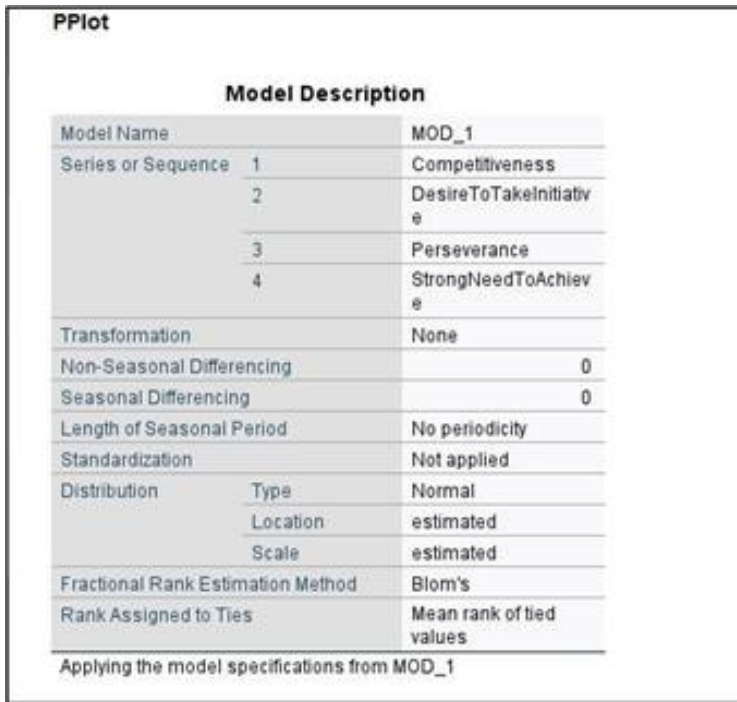 PPlot
Model Description
Model Name MOD_1
Series or Sequence 1 Competitiveness
2 DesireToTakeInitiativ
e
3 Perseverance
4 StrongNeedToAchiev
e
Transformation None
Non-Seasonal Differencing 0
Seasonal Differencing 0
Length of Seasonal Period No periodicity
Standardization Not applied
Distribution Type Normal
Location estimated
Scale estimated
Fractional Rank Estimation Method Blom's
Rank Assigned to Ties Mean rank of tied
values
Applying the model specifications from MOD_1